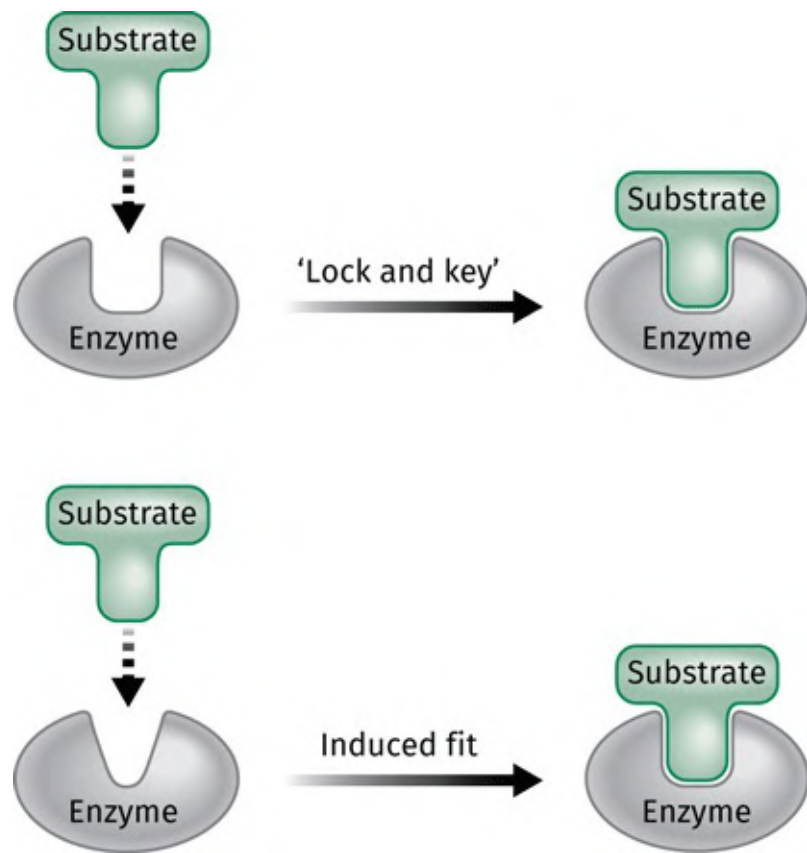 Substrate
Enzyme
‘Lock and key’
Substrate
Enzyme
Substrate
Enzyme
Induced fit
Substrate
Enzyme